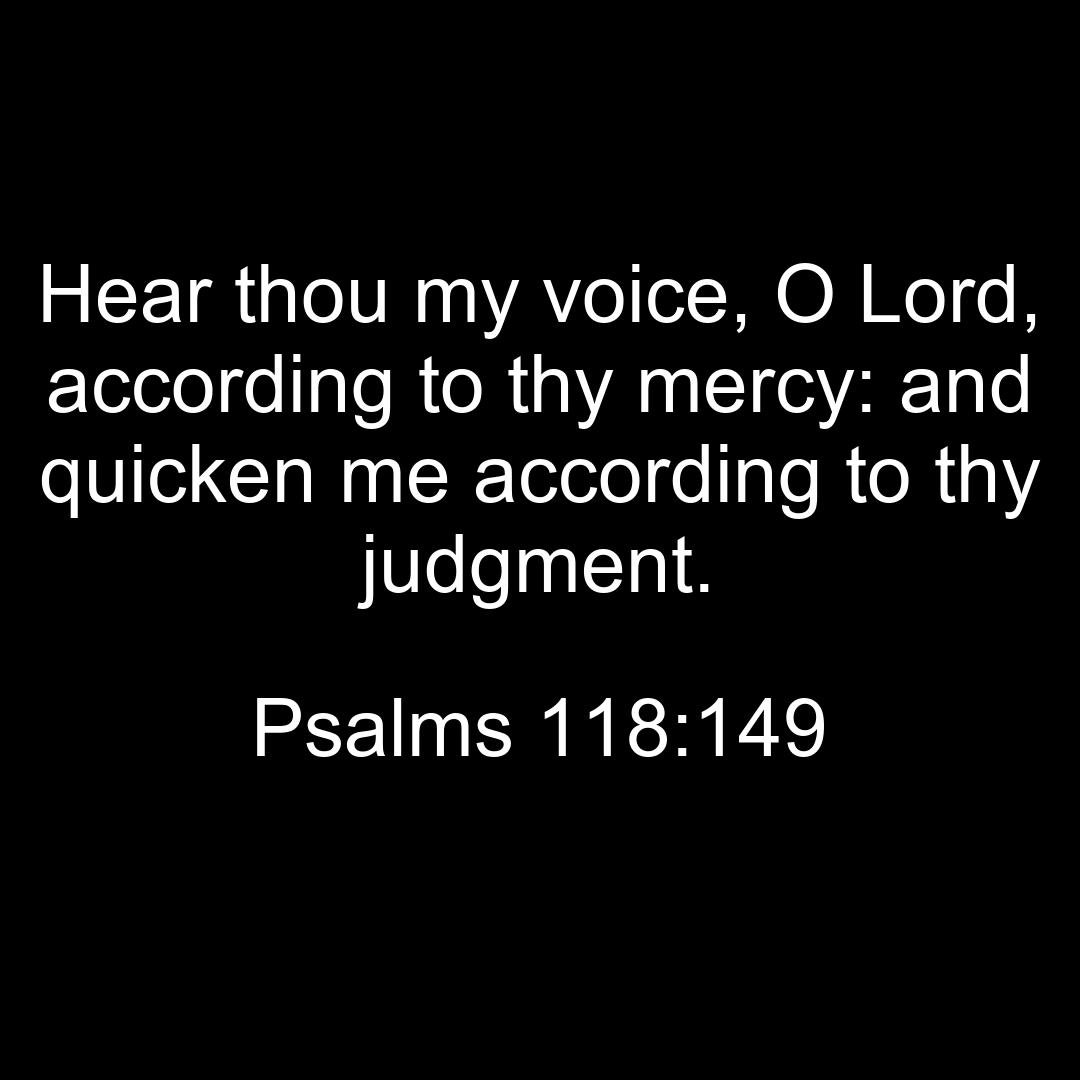 Hear thou my voice, O Lord,
according to thy mercy: and
quicken me according to thy
judgment.
Psalms 118:149